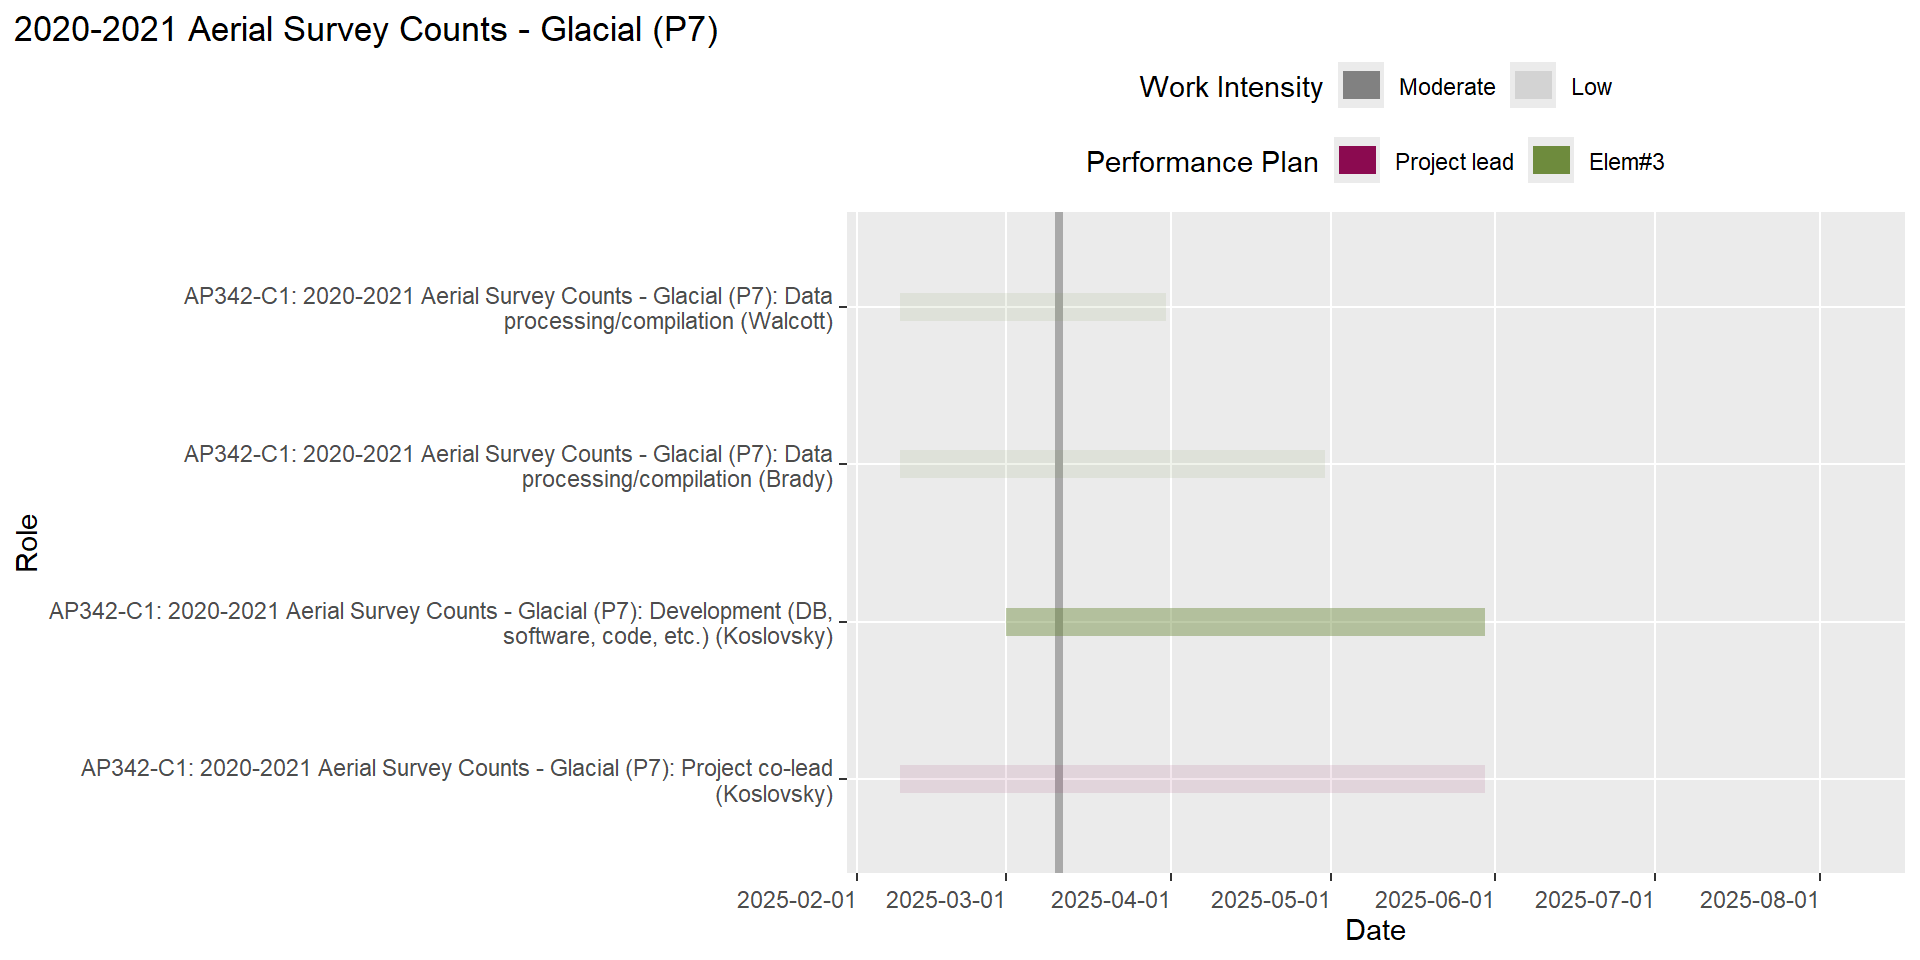 2020-2021 Aerial Survey Counts - Glacial (P7)
Work Intensity Moderate Low
Performance Plan Project lead Elem#3
AP342-C1: 2020-2021 Aerial Survey Counts - Glacial (P7): Data
processing/compilation (Walcott)
AP342-C1: 2020-2021 Aerial Survey Counts - Glacial (P7): Data
processing/compilation (Brady)
Role
AP342-C1: 2020-2021 Aerial Survey Counts - Glacial (P7): Development (DB,
software, code, etc.) (Koslovsky)
AP342-C1: 2020-2021 Aerial Survey Counts - Glacial (P7): Project co-lead
(Koslovsky)
2025-02-01 2025-03-01 2025-04-01 2025-05-01 2025-06-01 2025-07-01 2025-08-01
Date